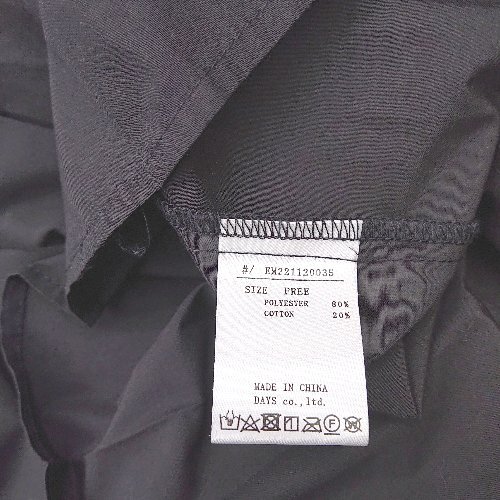 #/ EM221120035
SIZE FREE
POLYESTER 80%
COTTON 20%
MADE IN CHINA
DAYS co.,ltd.